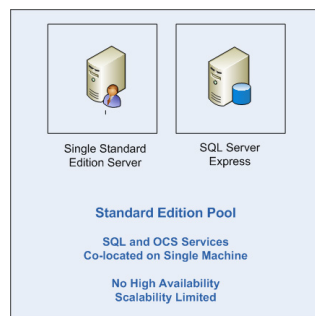 Single Standard
Edition Server
SQL Server
Express
Standard Edition Pool
SQL and OCS Services
Co-located on Single Machine
No High Availability
Scalability Limited